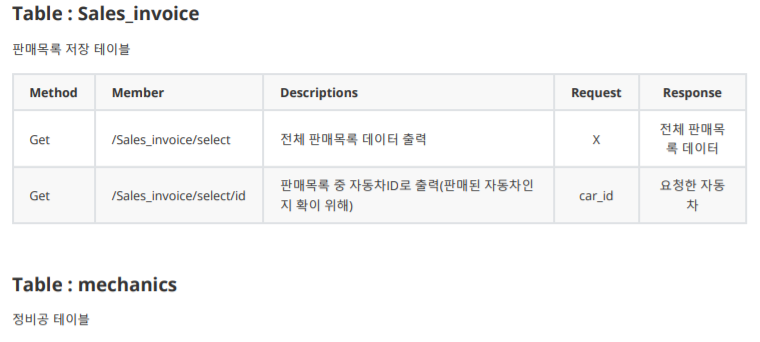 Table : Sales_invoice
판매목록 저장 테이블
Method Member Descriptions Request Response
Get /Sales_invoice/select 전체 판매목록 데이터 출력 X 전체 판매목
록 데이터
Get /Sales_invoice/select/id 판매목록 중 자동차ID로 출력(판매된 자동차인
지 확이 위해) car_id 요청한 자동
차
Table : mechanics
정비공 테이블